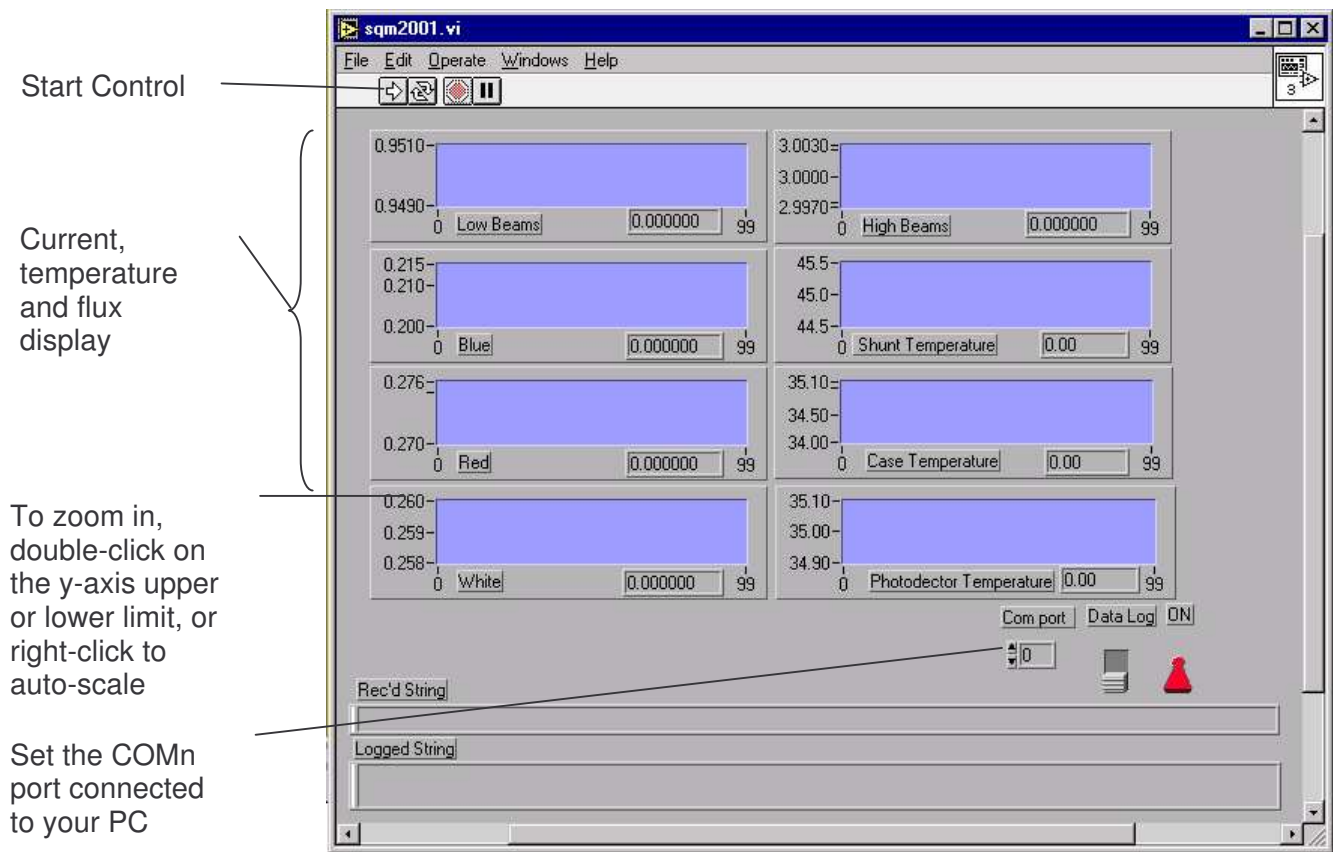 sqm2001.vi
File Edit Operate Windows Help
3
Start Control
Current,
temperature
and flux
display
To zoom in,
double-click on
the y-axis upper
or lower limit, or
right-click to
auto-scale
Set the COMn
port connected
to your PC
0.9510
0.9490
0 Low Beams 0.000000 99
3.0030
3.0000
2.9970
0 High Beams 0.000000 99
0.215
0.210
0.200
0 Blue 0.000000 99
45.5
45.0
44.5
0 Shunt Temperature 0.00 99
0.276
0.270
0 Red 0.000000 99
35.10
34.50
34.00
0 Case Temperature 0.00 99
0.260
0.259
0.258
0 White 0.000000 99
35.10
35.00
34.90
0 Photodector Temperature 0.00 99
Com port Data Log ON
0
Rec'd String
Logged String